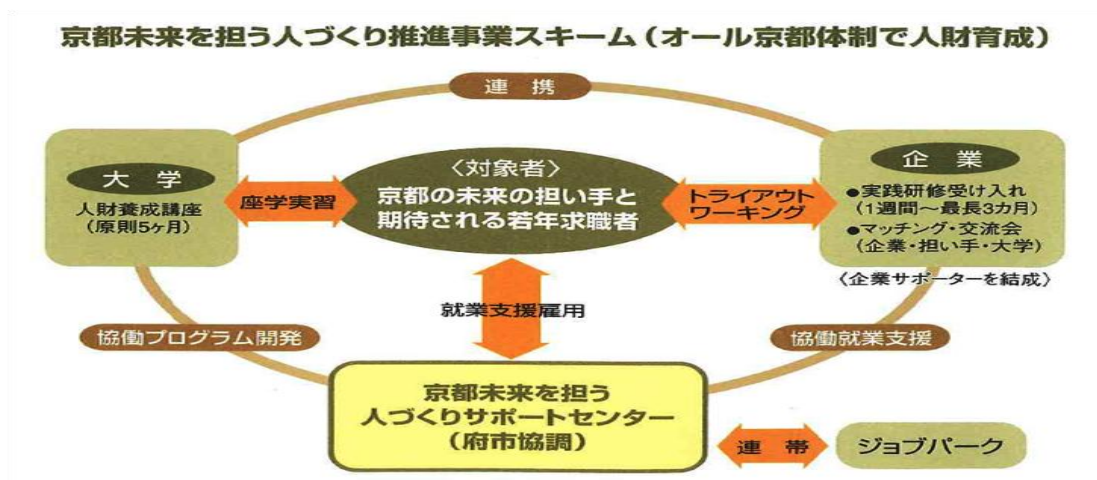 京都未来を担う人づくり推進事業スキーム(オール京都体制で人財育成)
連 携
大 学
人財養成講座
(原則5ヶ月)
座学実習
〈対象者〉
京都の未来の担い手と
期待される若年求職者
トライアウト
ワーキング
企 業
●実践研修受け入れ
(1週間~最長3カ月)
●マッチング・交流会
(企業・担い手・大学)
〈企業サポーターを結成〉
就業支援雇用
協働プログラム開発
協働就業支援
京都未来を担う
人づくりサポートセンター
(府市協調)
連 帯
ジョブパーク